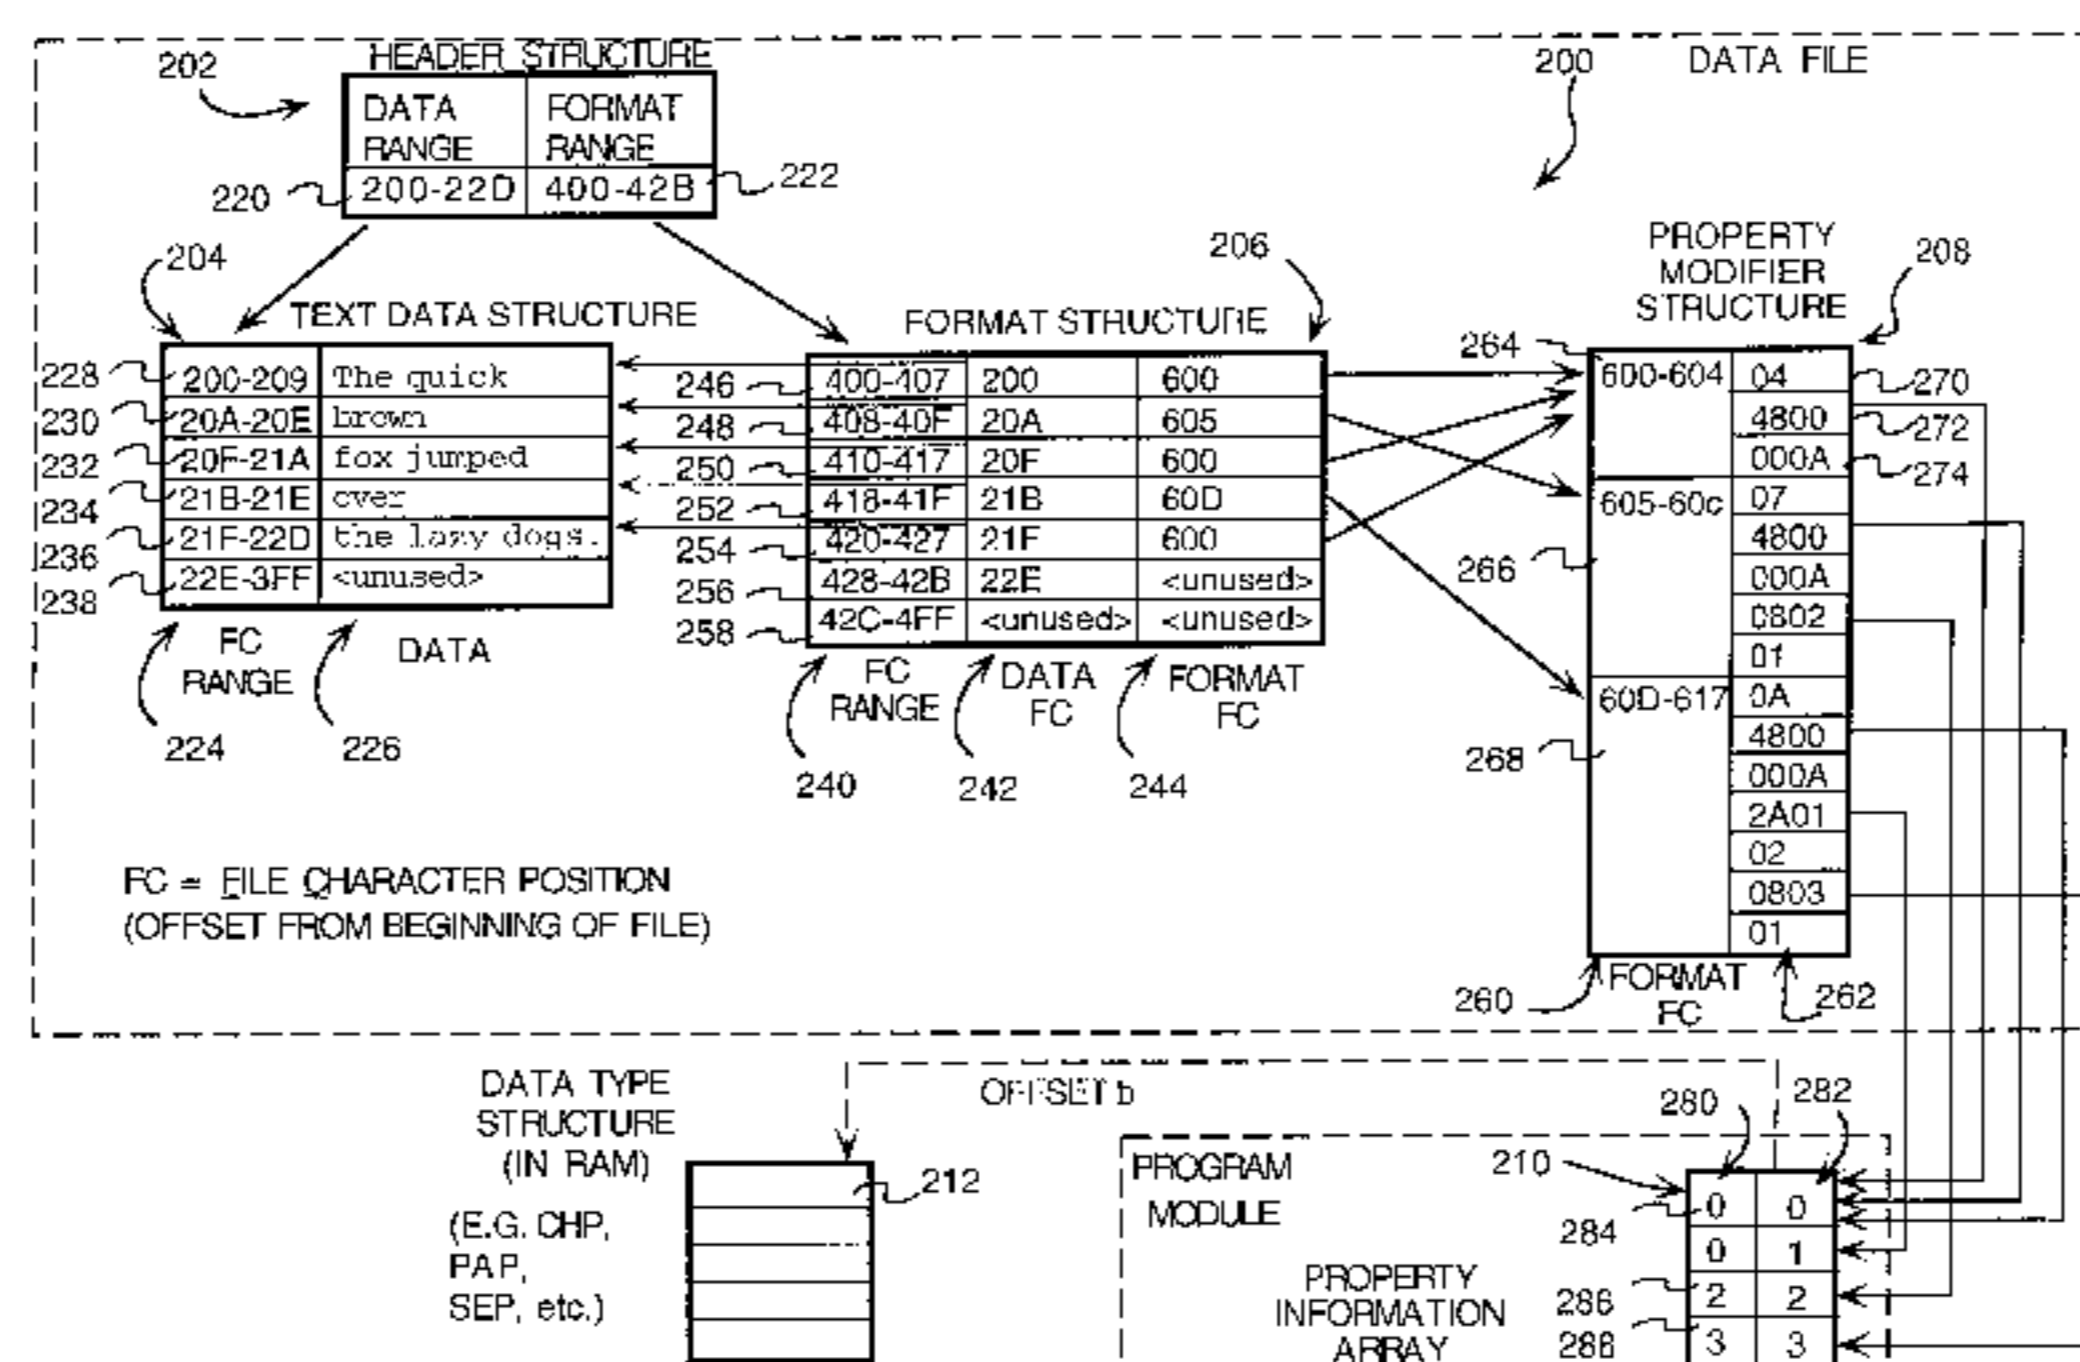 202
HEADER STRUCTURE
200
DATA FILE
DATA
RANGE
FORMAT
RANGE
220
200-22D
400-42B
222
204
206
PROPERTY
MODIFIER
STRUCTURE
208
TEXT DATA STRUCTURE
228
200-209
The quick
230
20A-20E
brown
232
20F-21A
fox jumped
234
21B-21E
over
236
21F-22D
the lazy dogs.
238
22E-3FF
<unused>
224
FC
RANGE
226
DATA
FORMAT STRUCTURE
246
400-407
200
600
248
408-40F
20A
605
250
410-417
20F
600
252
418-41F
21B
60D
254
420-427
21F
600
256
428-42B
22E
<unused>
258
42C-4FF
<unused>
<unused>
FC
RANGE
DATA
FC
FORMAT
FC
240
242
244
264
600-604
04
270
4800
272
000A
274
605-60c
07
4800
266
000A
0802
01
60D-617
0A
4800
268
000A
2A01
02
0803
01
260
FORMAT
FC
262
FC = FILE CHARACTER POSITION
(OFFSET FROM BEGINNING OF FILE)
DATA TYPE
STRUCTURE
(IN RAM)
(E.G. CHP,
PAP,
SEP, etc.)
OFFSET b
212
PROGRAM
MODULE
210
280
282
284
0
0
0
1
286
2
2
288
3
3
PROPERTY
INFORMATION
ARRAY